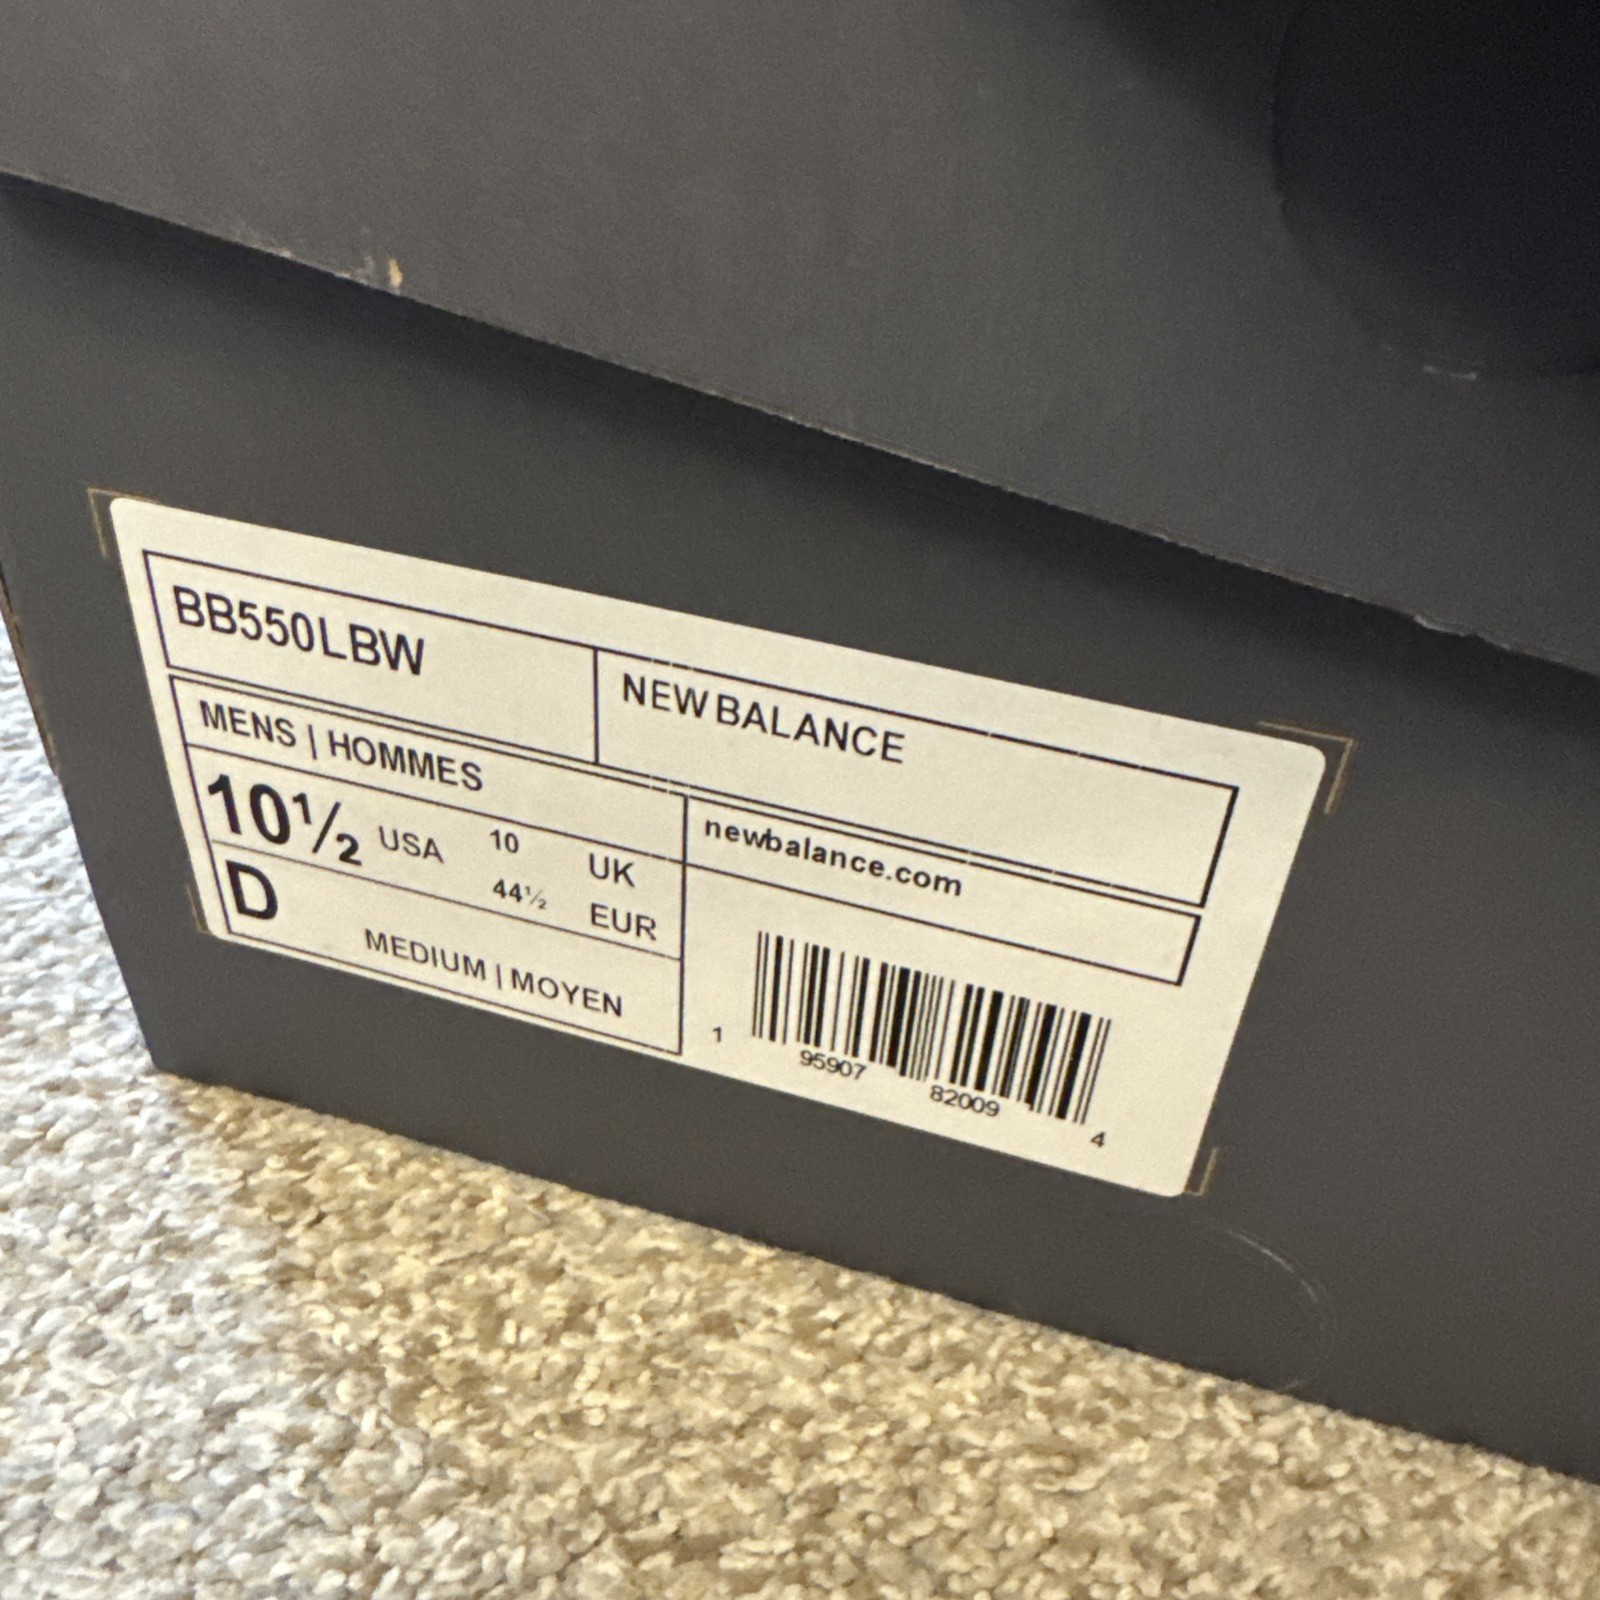 BB550LBW
NEW BALANCE
MENS | HOMMES
newbalance.com
10½ USA 10 UK
44½ EUR
D
MEDIUM | MOYEN
1 95907 82009 4